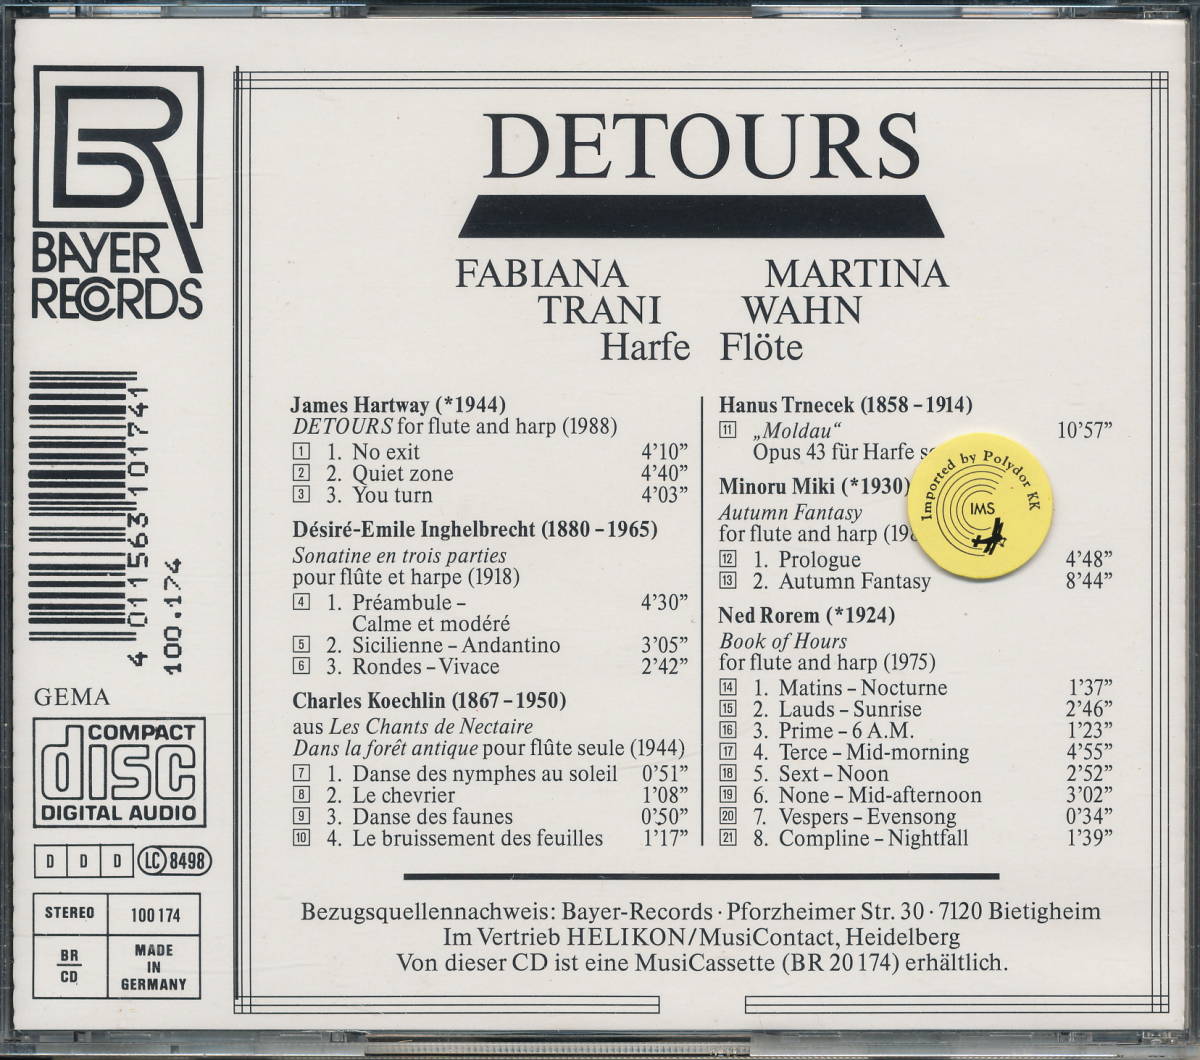 BR
BAYER
RECORDS
4 011563 101741
100.174
GEMA
COMPACT
disc
DIGITAL AUDIO
D D D LC 8498
STEREO 100 174
BR
CD
MADE
IN
GERMANY
DETOURS
FABIANA
TRANI
Harfe
MARTINA
WAHN
Flöte
James Hartway (*1944)
DETOURS for flute and harp (1988)
1 1. No exit 4’10”
2 2. Quiet zone 4’40”
3 3. You turn 4’03”
Désiré-Emile Inghelbrecht (1880–1965)
Sonatine en trois parties
pour flûte et harpe (1918)
4 1. Préambule – 4’30”
Calme et modéré
5 2. Sicilienne – Andantino 3’05”
6 3. Rondes – Vivace 2’42”
Charles Koechlin (1867–1950)
aus Les Chants de Nectaire
Dans la forêt antique pour flûte seule (1944)
7 1. Danse des nymphes au soleil 0’51”
8 2. Le chevrier 1’08”
9 3. Danse des faunes 0’50”
10 4. Le bruissement des feuilles 1’17”
Hanus Trnecek (1858–1914)
11 „Moldau“ 10’57”
Opus 43 für Harfe
Minoru Miki (*1930)
Autumn Fantasy
for flute and harp
12 1. Prologue 4’48”
13 2. Autumn Fantasy 8’44”
Ned Rorem (*1924)
Book of Hours
for flute and harp (1975)
14 1. Matins – Nocturne 1’37”
15 2. Lauds – Sunrise 2’46”
16 3. Prime – 6 A.M. 1’23”
17 4. Terce – Mid-morning 4’55”
18 5. Sext – Noon 2’52”
19 6. None – Mid-afternoon 3’02”
20 7. Vespers – Evensong 0’34”
21 8. Compline – Nightfall 1’39”
Imported by Polydor KK
IMS
Bezugsquellennachweis: Bayer-Records · Pforzheimer Str. 30 · 7120 Bietigheim
Im Vertrieb HELIKON/MusiContact, Heidelberg
Von dieser CD ist eine MusiCassette (BR 20 174) erhältlich.